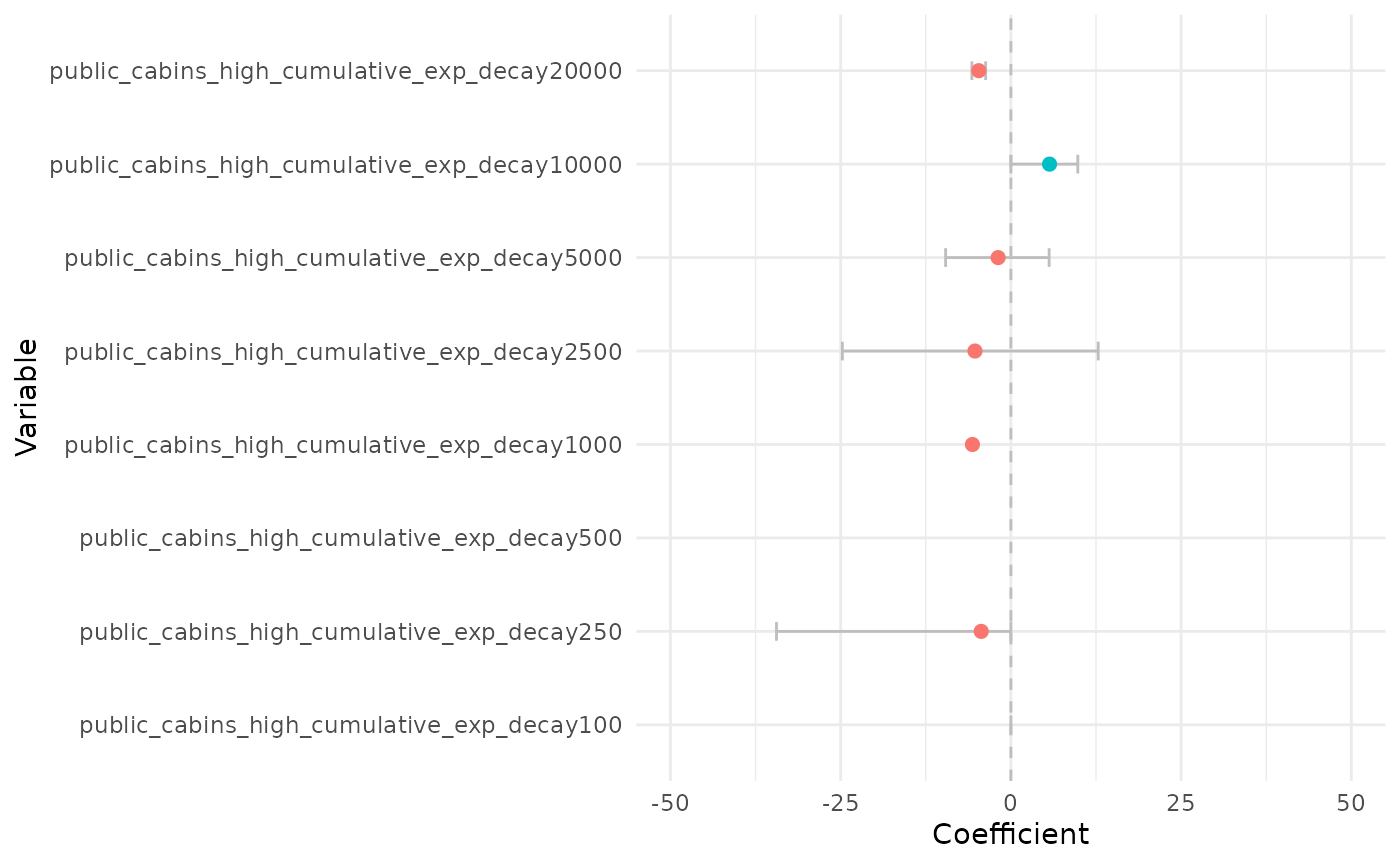 public_cabins_high_cumulative_exp_decay20000
public_cabins_high_cumulative_exp_decay10000
public_cabins_high_cumulative_exp_decay5000
public_cabins_high_cumulative_exp_decay2500
public_cabins_high_cumulative_exp_decay1000
public_cabins_high_cumulative_exp_decay500
public_cabins_high_cumulative_exp_decay250
public_cabins_high_cumulative_exp_decay100
Variable
-50 -25 0 25 50
Coefficient